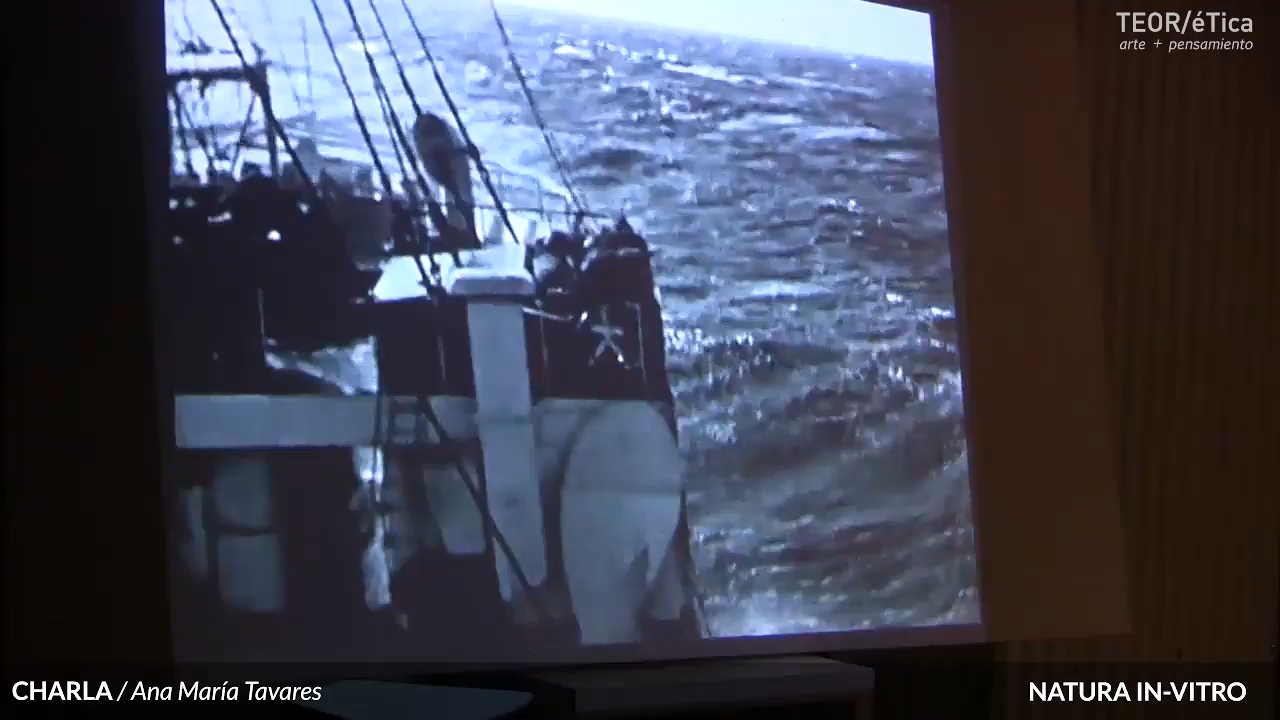 TEOR/éTica
arte + pensamiento
CHARLA / Ana María Tavares
NATURA IN-VITRO